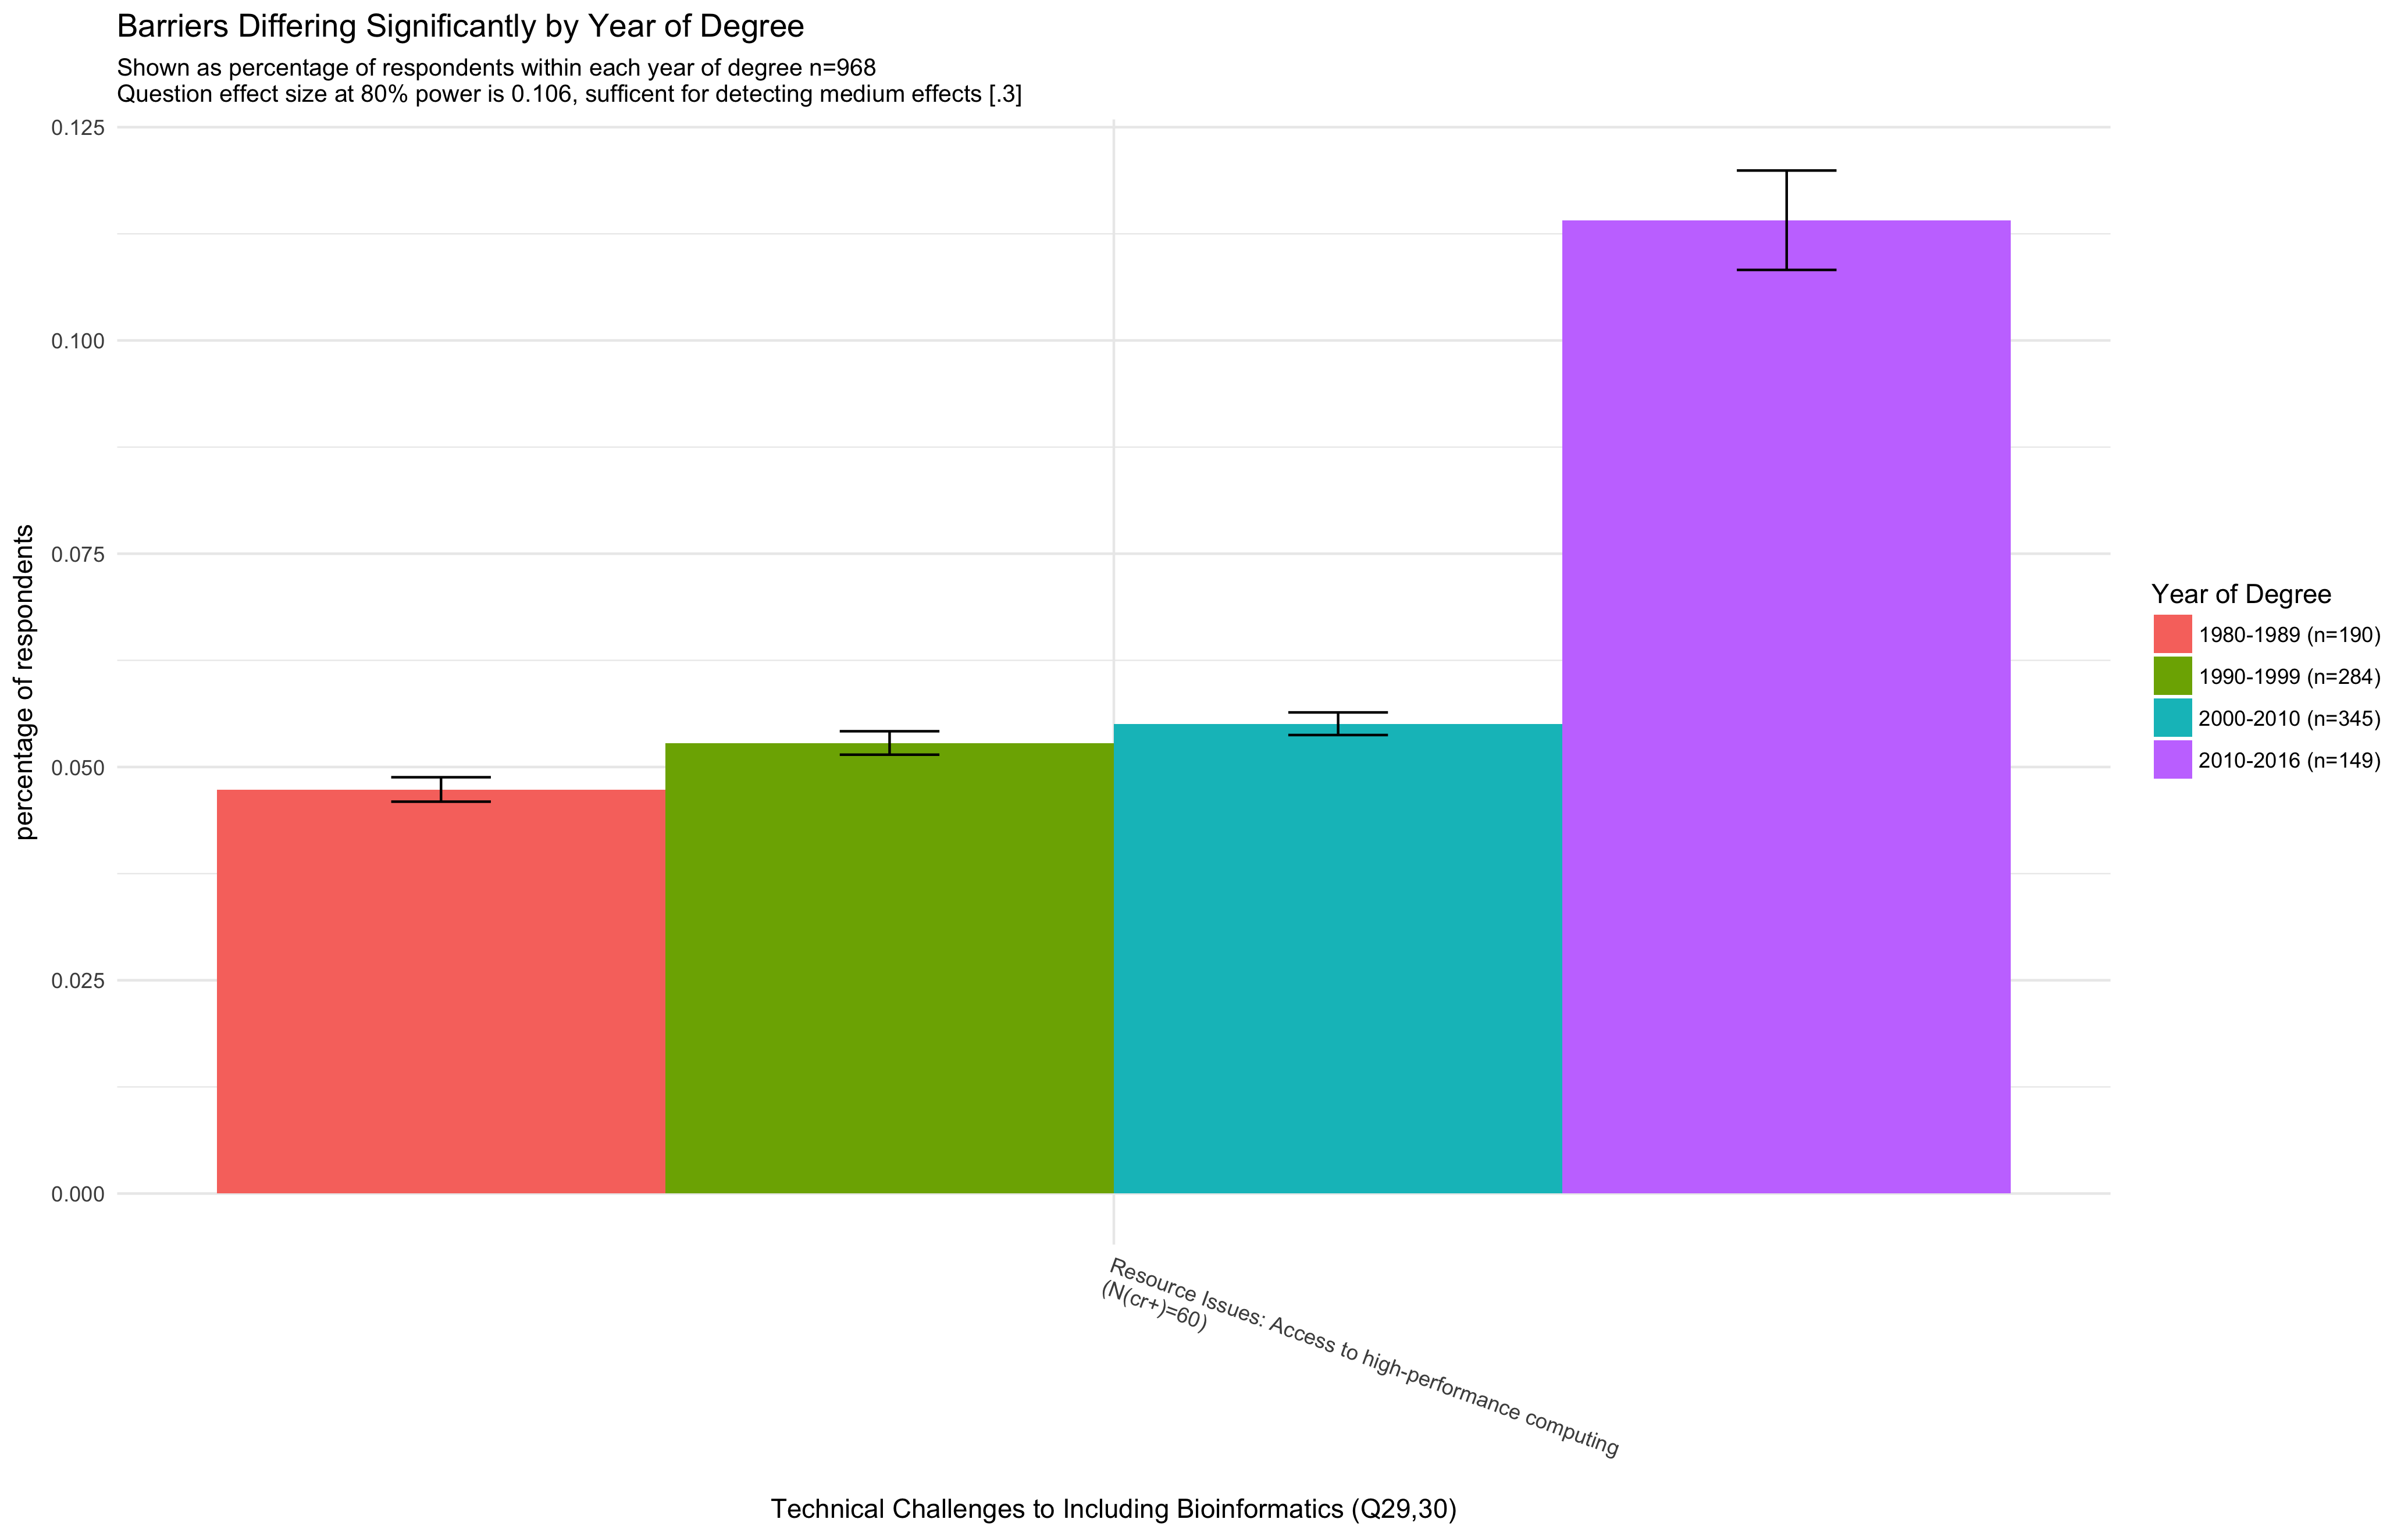 Barriers Differing Significantly by Year of Degree
Shown as percentage of respondents within each year of degree n=968
Question effect size at 80% power is 0.106, sufficent for detecting medium effects [.3]
0.125
0.100
0.075
0.050
0.025
0.000
percentage of respondents
Year of Degree
1980-1989 (n=190)
1990-1999 (n=284)
2000-2010 (n=345)
2010-2016 (n=149)
Resource Issues: Access to high-performance computing
(N(cr+)=60)
Technical Challenges to Including Bioinformatics (Q29,30)